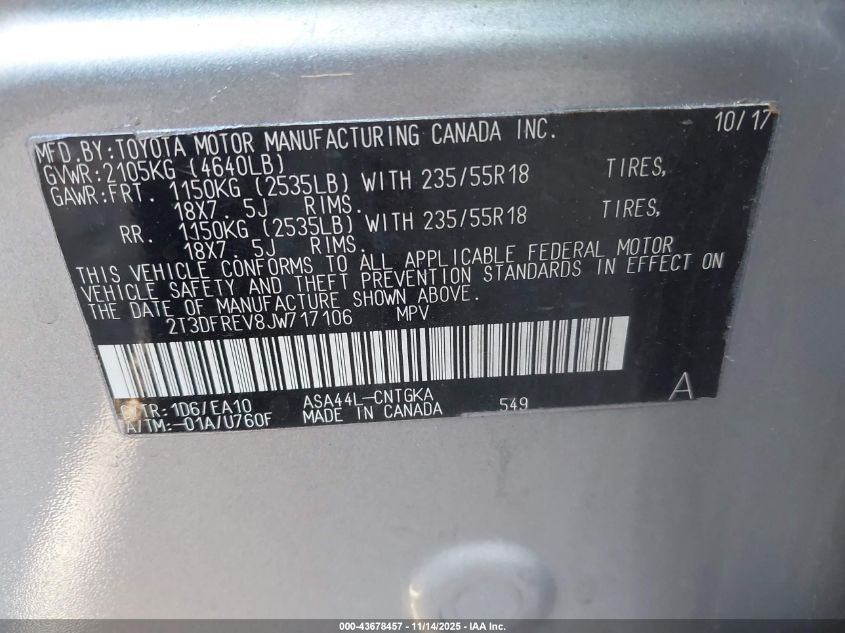 10/17
MFD.BY:TOYOTA MOTOR MANUFACTURING CANADA INC.
GVWR:2105KG (4640LB)
GAWR:FRT. 1150KG (2535LB) WITH 235/55R18 TIRES,
18X7.5J RIMS.
RR. 1150KG (2535LB) WITH 235/55R18 TIRES,
18X7.5J RIMS.
THIS VEHICLE CONFORMS TO ALL APPLICABLE FEDERAL MOTOR
VEHICLE SAFETY AND THEFT PREVENTION STANDARDS IN EFFECT ON
THE DATE OF MANUFACTURE SHOWN ABOVE.
2T3DFREV8JW717106 MPV
A
C/TR:1D6/EA10 ASA44L-CNTGKA 549
A/TM:-01A/U760F MADE IN CANADA
000-43678457 - 11/14/2025 - IAA Inc.